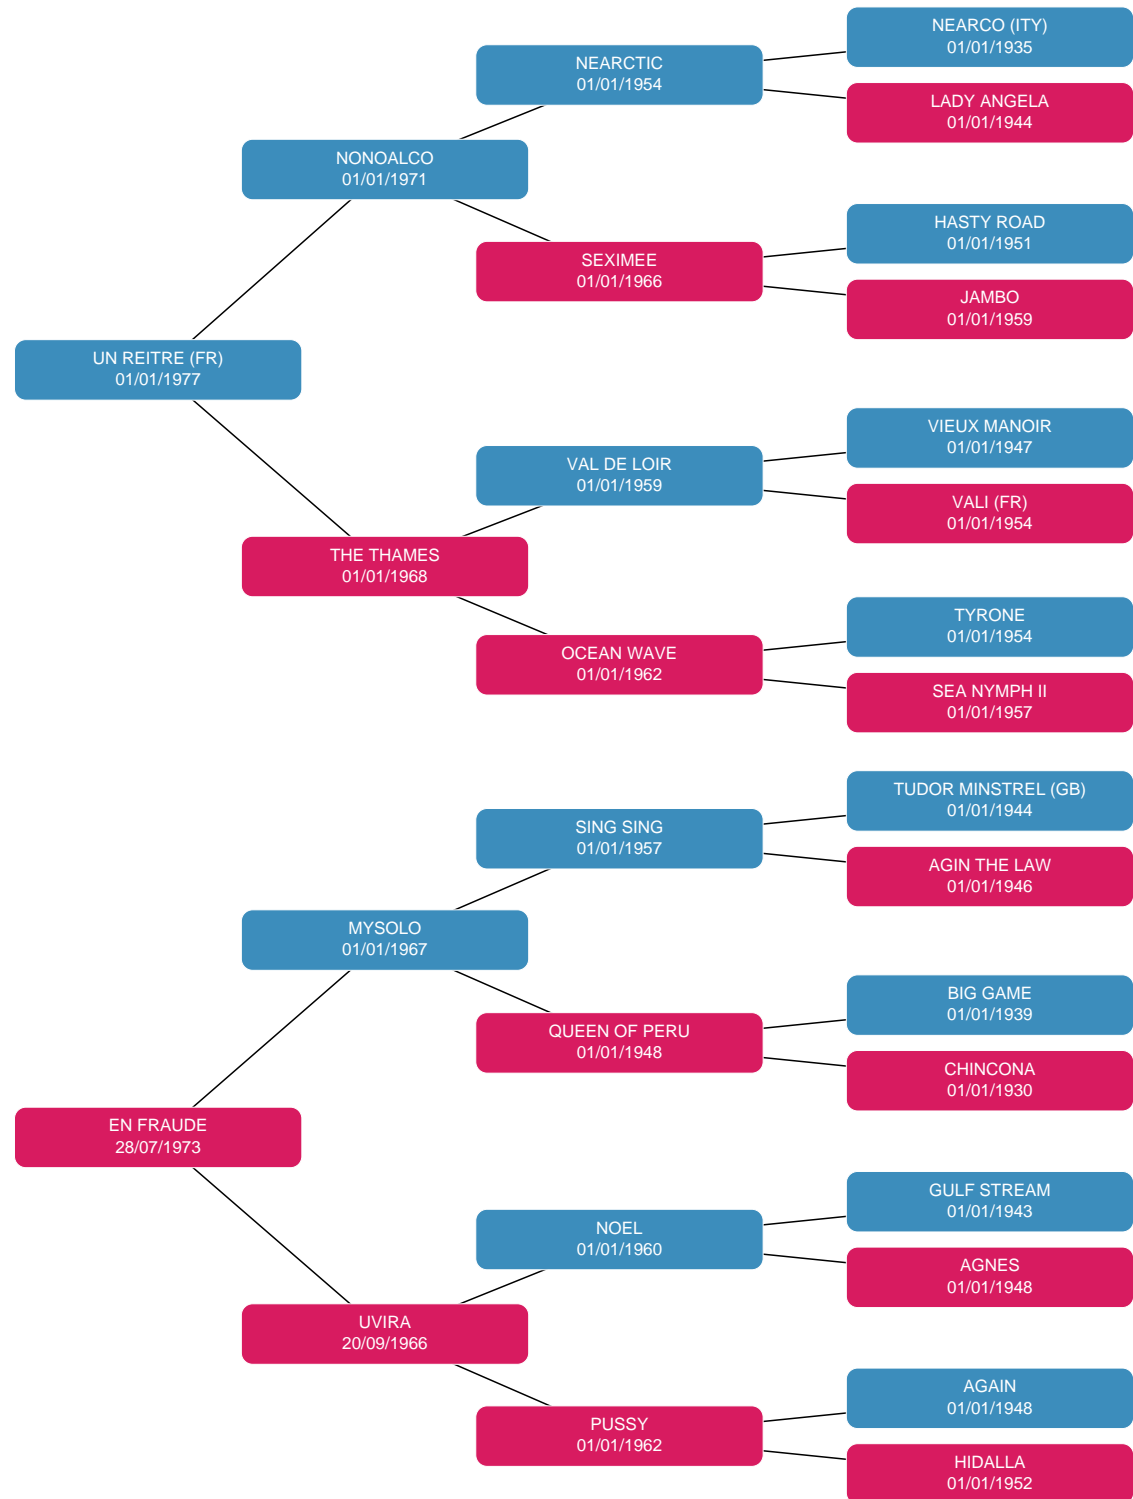 NEARCO (ITY)
01/01/1935
NEARCTIC
01/01/1954
LADY ANGELA
01/01/1944
NONOALCO
01/01/1971
HASTY ROAD
01/01/1951
SEXIMEE
01/01/1966
JAMBO
01/01/1959
UN REITRE (FR)
01/01/1977
VIEUX MANOIR
01/01/1947
VAL DE LOIR
01/01/1959
VALI (FR)
01/01/1954
THE THAMES
01/01/1968
TYRONE
01/01/1954
OCEAN WAVE
01/01/1962
SEA NYMPH II
01/01/1957
TUDOR MINSTREL (GB)
01/01/1944
SING SING
01/01/1957
AGIN THE LAW
01/01/1946
MYSOLO
01/01/1967
BIG GAME
01/01/1939
QUEEN OF PERU
01/01/1948
CHINCONA
01/01/1930
EN FRAUDE
28/07/1973
GULF STREAM
01/01/1943
NOEL
01/01/1960
AGNES
01/01/1948
UVIRA
20/09/1966
AGAIN
01/01/1948
PUSSY
01/01/1962
HIDALLA
01/01/1952